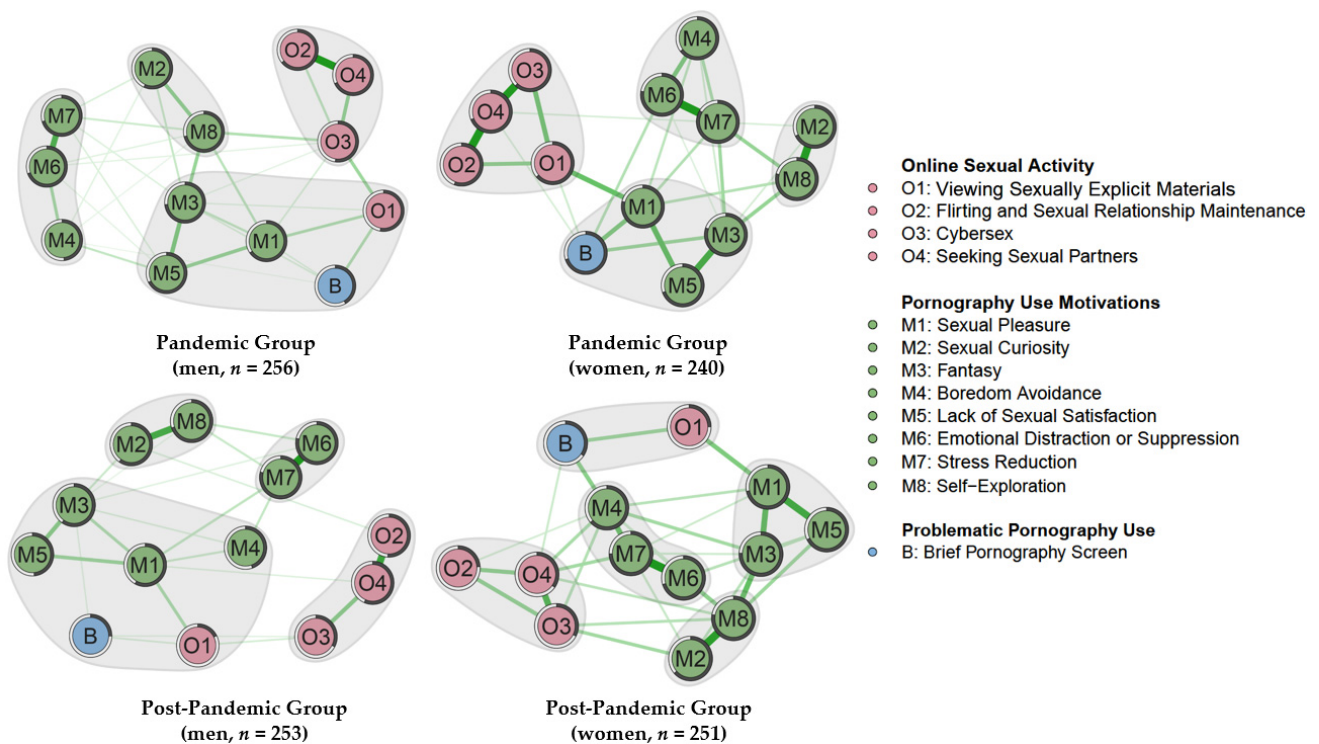 M2
O2
O4
M7
M8
O3
M6
M3
O1
M4
M1
M5
B
Pandemic Group
(men, n = 256)
M4
O3
M6
O4
M7
M2
O2
O1
M8
M1
M3
B
M5
Pandemic Group
(women, n = 240)
M8
M2
M6
M7
M3
O2
M5
M4
M1
O4
B
O1
O3
Post-Pandemic Group
(men, n = 253)
O1
B
M1
M4
M5
M7
M3
O2
O4
M6
O3
M8
M2
Post-Pandemic Group
(women, n = 251)
Online Sexual Activity
O1: Viewing Sexually Explicit Materials
O2: Flirting and Sexual Relationship Maintenance
O3: Cybersex
O4: Seeking Sexual Partners
Pornography Use Motivations
M1: Sexual Pleasure
M2: Sexual Curiosity
M3: Fantasy
M4: Boredom Avoidance
M5: Lack of Sexual Satisfaction
M6: Emotional Distraction or Suppression
M7: Stress Reduction
M8: Self−Exploration
Problematic Pornography Use
B: Brief Pornography Screen